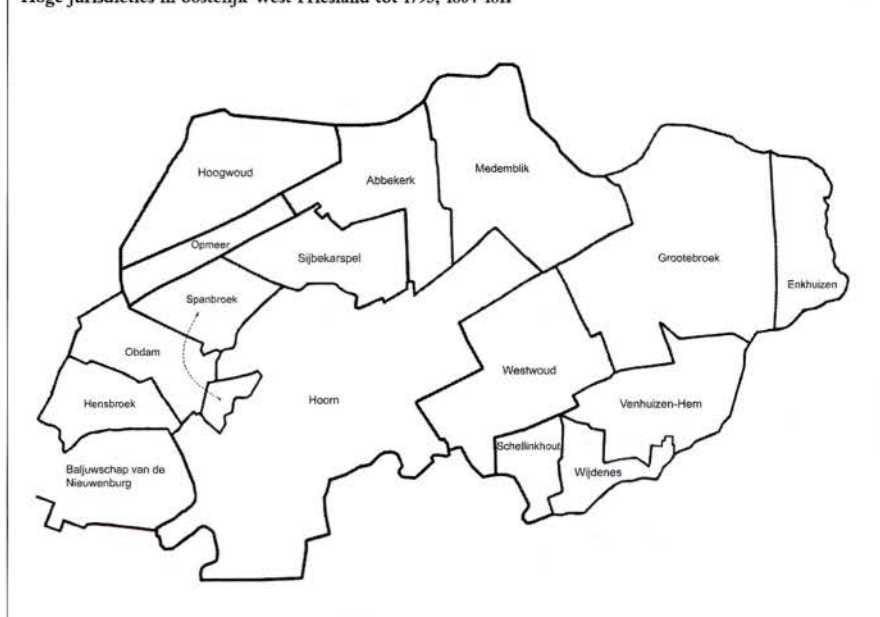 Hoge jurisdicties in oostelijk West-Friesland tot 1795, 1804-1811
Hoogwoud
Abbekerk
Medemblik
Opmeer
Sijbekarspel
Grootebroek
Enkhuizen
Spanbroek
Obdam
Westwoud
Hensbroek
Hoorn
Venhuizen-Hem
Schellinkhout
Wijdenes
Baljuwschap van de
Nieuwenburg